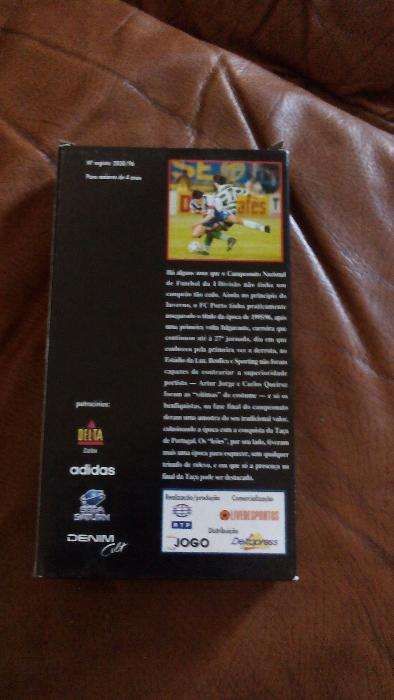 Nº registo 2030/96
Para maiores de 4 anos
Há alguns anos que o Campeonato Nacional
de Futebol da I Divisão não tinha um
campeão tão cedo. Ainda no princípio do
Inverno, o FC Porto tinha praticamente
assegurado o título da época de 1995/96, após
uma primeira volta fulgurante, carreira que
continuou até à 27ª jornada, dia em que
conheceu pela primeira vez a derrota, no
Estádio da Luz. Benfica e Sporting não foram
capazes de contrariar a superioridade
portista — Artur Jorge e Carlos Queiroz
foram as "vítimas" do costume — e só os
benfiquistas, na fase final do campeonato
deram uma amostra do seu tradicional valor,
culminando a época com a conquista da Taça
de Portugal. Os "leões", por seu lado, tiveram
mais uma época para esquecer, sem qualquer
triunfo de relevo, e em que só a presença na
final da Taça pode ser destacada.
patrocínios:
DELTA
Cafés
adidas
SEGA SATURN
DENIM
Cult
Realização/produção
Comercialização
RTP
LIVEDESPORTOS
Distribuição
O JOGO
Deltapress